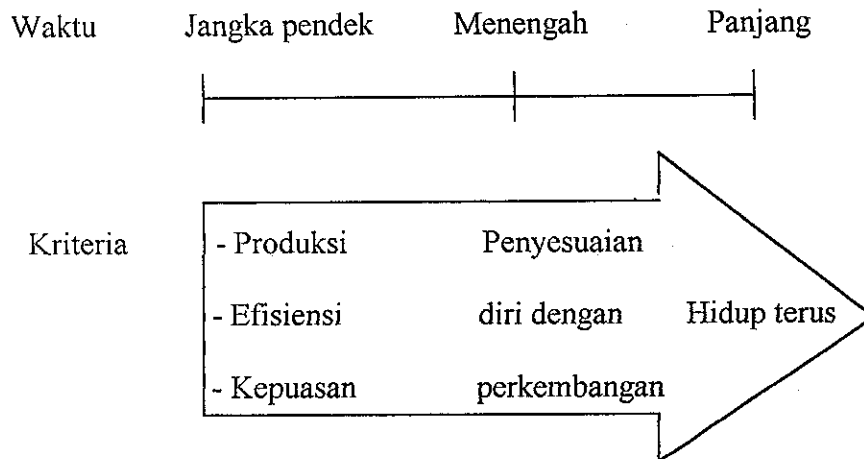 Waktu Jangka pendek Menengah Panjang
Kriteria - Produksi Penyesuaian
- Efisiensi diri dengan Hidup terus
- Kepuasan perkembangan